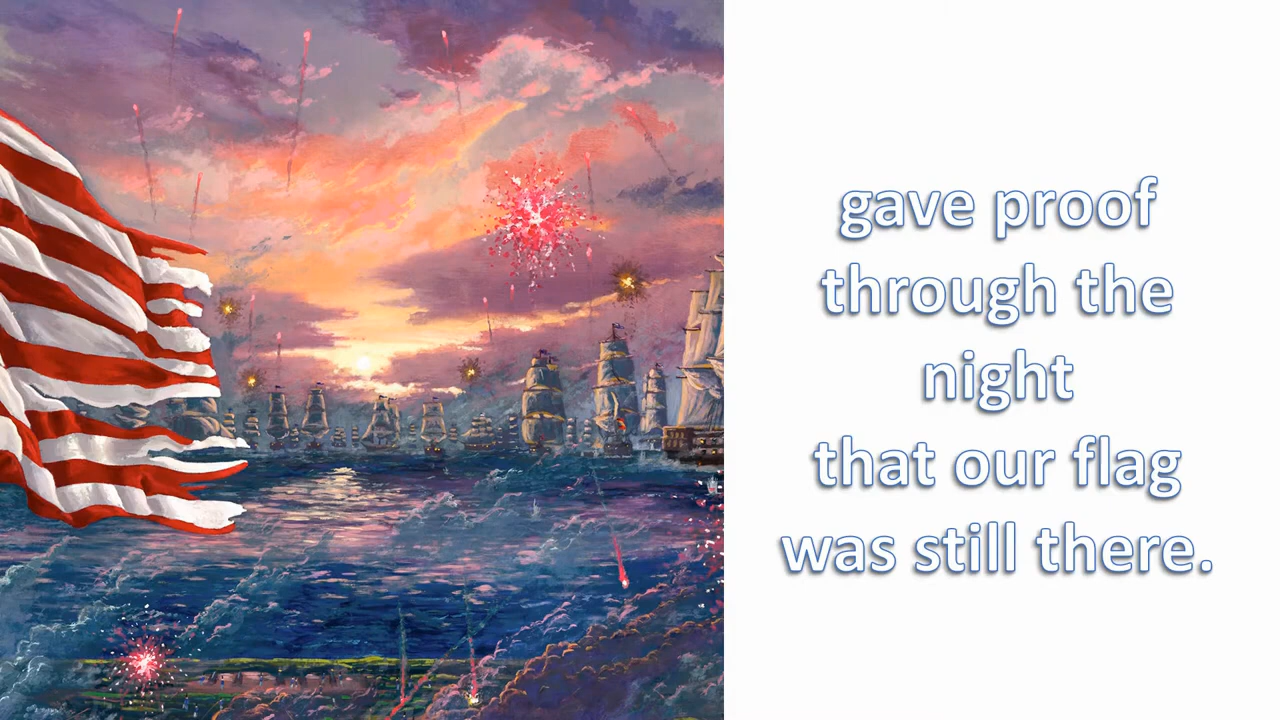 gave proof
through the
night
that our flag
was still there.